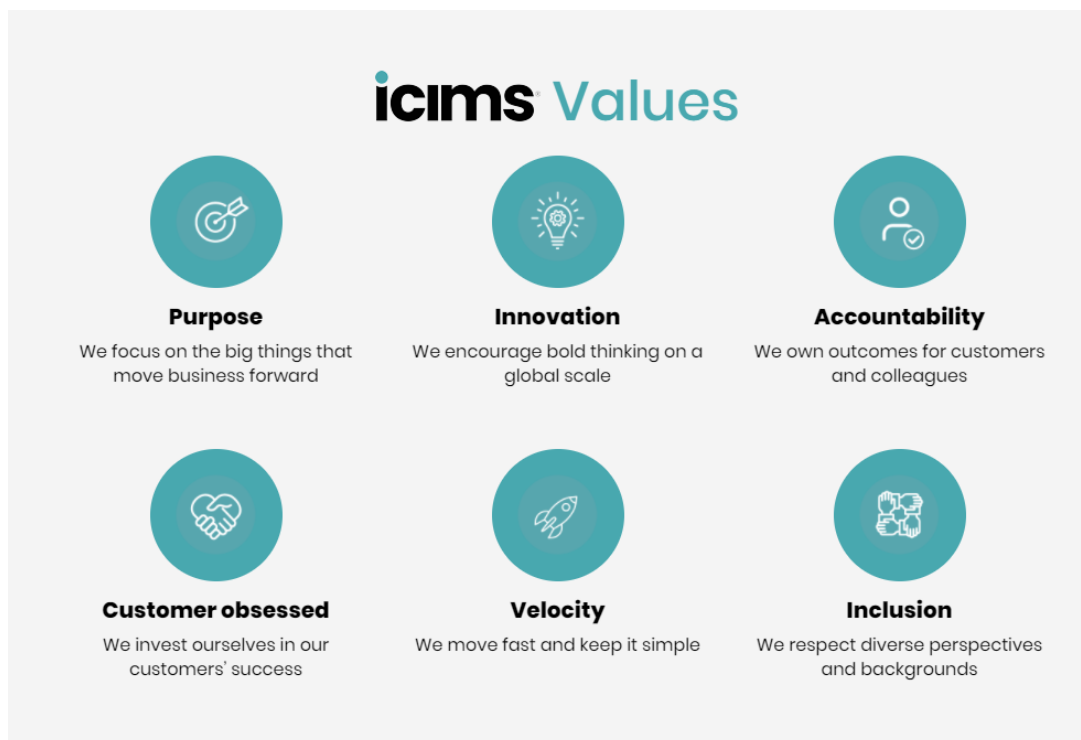 icims® Values
Purpose
We focus on the big things that
move business forward
Innovation
We encourage bold thinking on a
global scale
Accountability
We own outcomes for customers
and colleagues
Customer obsessed
We invest ourselves in our
customers’ success
Velocity
We move fast and keep it simple
Inclusion
We respect diverse perspectives
and backgrounds